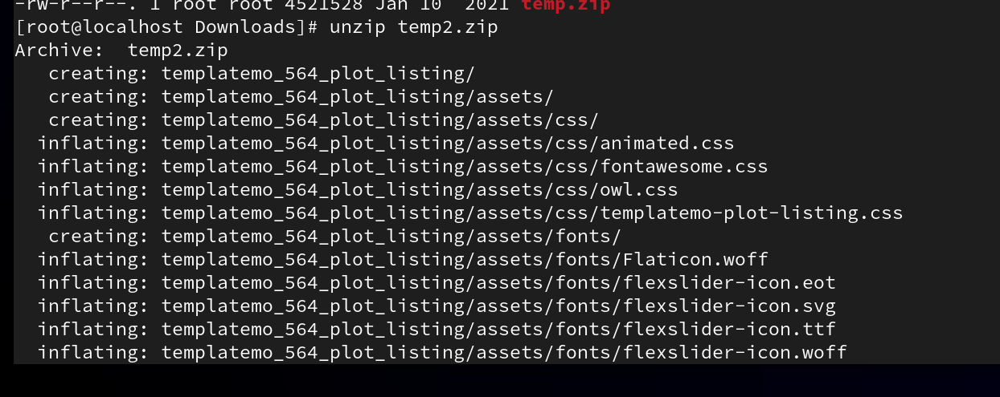 -rw-r--r--. 1 root root 4521528 Jan 10  2021 temp.zip
[root@localhost Downloads]# unzip temp2.zip
Archive:  temp2.zip
   creating: templatemo_564_plot_listing/
   creating: templatemo_564_plot_listing/assets/
   creating: templatemo_564_plot_listing/assets/css/
  inflating: templatemo_564_plot_listing/assets/css/animated.css
  inflating: templatemo_564_plot_listing/assets/css/fontawesome.css
  inflating: templatemo_564_plot_listing/assets/css/owl.css
  inflating: templatemo_564_plot_listing/assets/css/templatemo-plot-listing.css
   creating: templatemo_564_plot_listing/assets/fonts/
  inflating: templatemo_564_plot_listing/assets/fonts/Flaticon.woff
  inflating: templatemo_564_plot_listing/assets/fonts/flexslider-icon.eot
  inflating: templatemo_564_plot_listing/assets/fonts/flexslider-icon.svg
  inflating: templatemo_564_plot_listing/assets/fonts/flexslider-icon.ttf
  inflating: templatemo_564_plot_listing/assets/fonts/flexslider-icon.woff